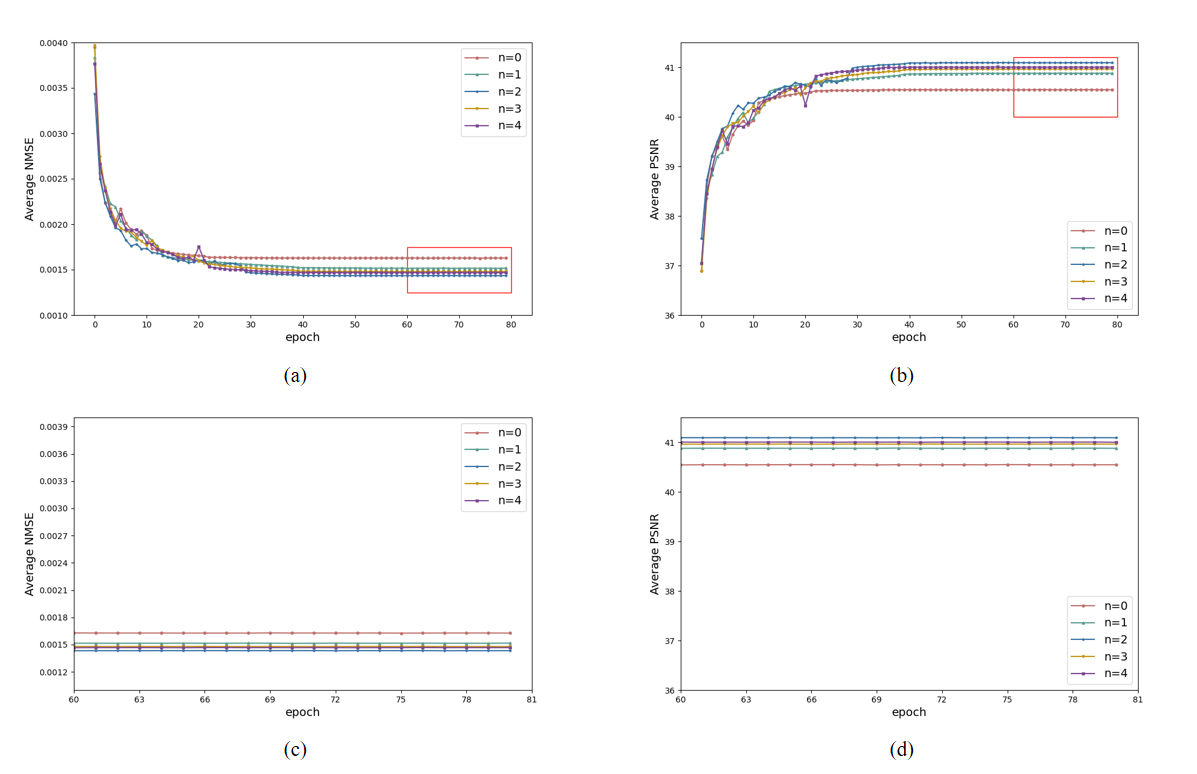 0.0040
0.0035
0.0030
0.0025
0.0020
0.0015
0.0010
Average NMSE
0 10 20 30 40 50 60 70 80
epoch
n=0
n=1
n=2
n=3
n=4
(a)
41
40
39
38
37
36
Average PSNR
0 10 20 30 40 50 60 70 80
epoch
n=0
n=1
n=2
n=3
n=4
(b)
0.0039
0.0036
0.0033
0.0030
0.0027
0.0024
0.0021
0.0018
0.0015
0.0012
Average NMSE
60 63 66 69 72 75 78 81
epoch
n=0
n=1
n=2
n=3
n=4
(c)
41
40
39
38
37
36
Average PSNR
60 63 66 69 72 75 78 81
epoch
n=0
n=1
n=2
n=3
n=4
(d)